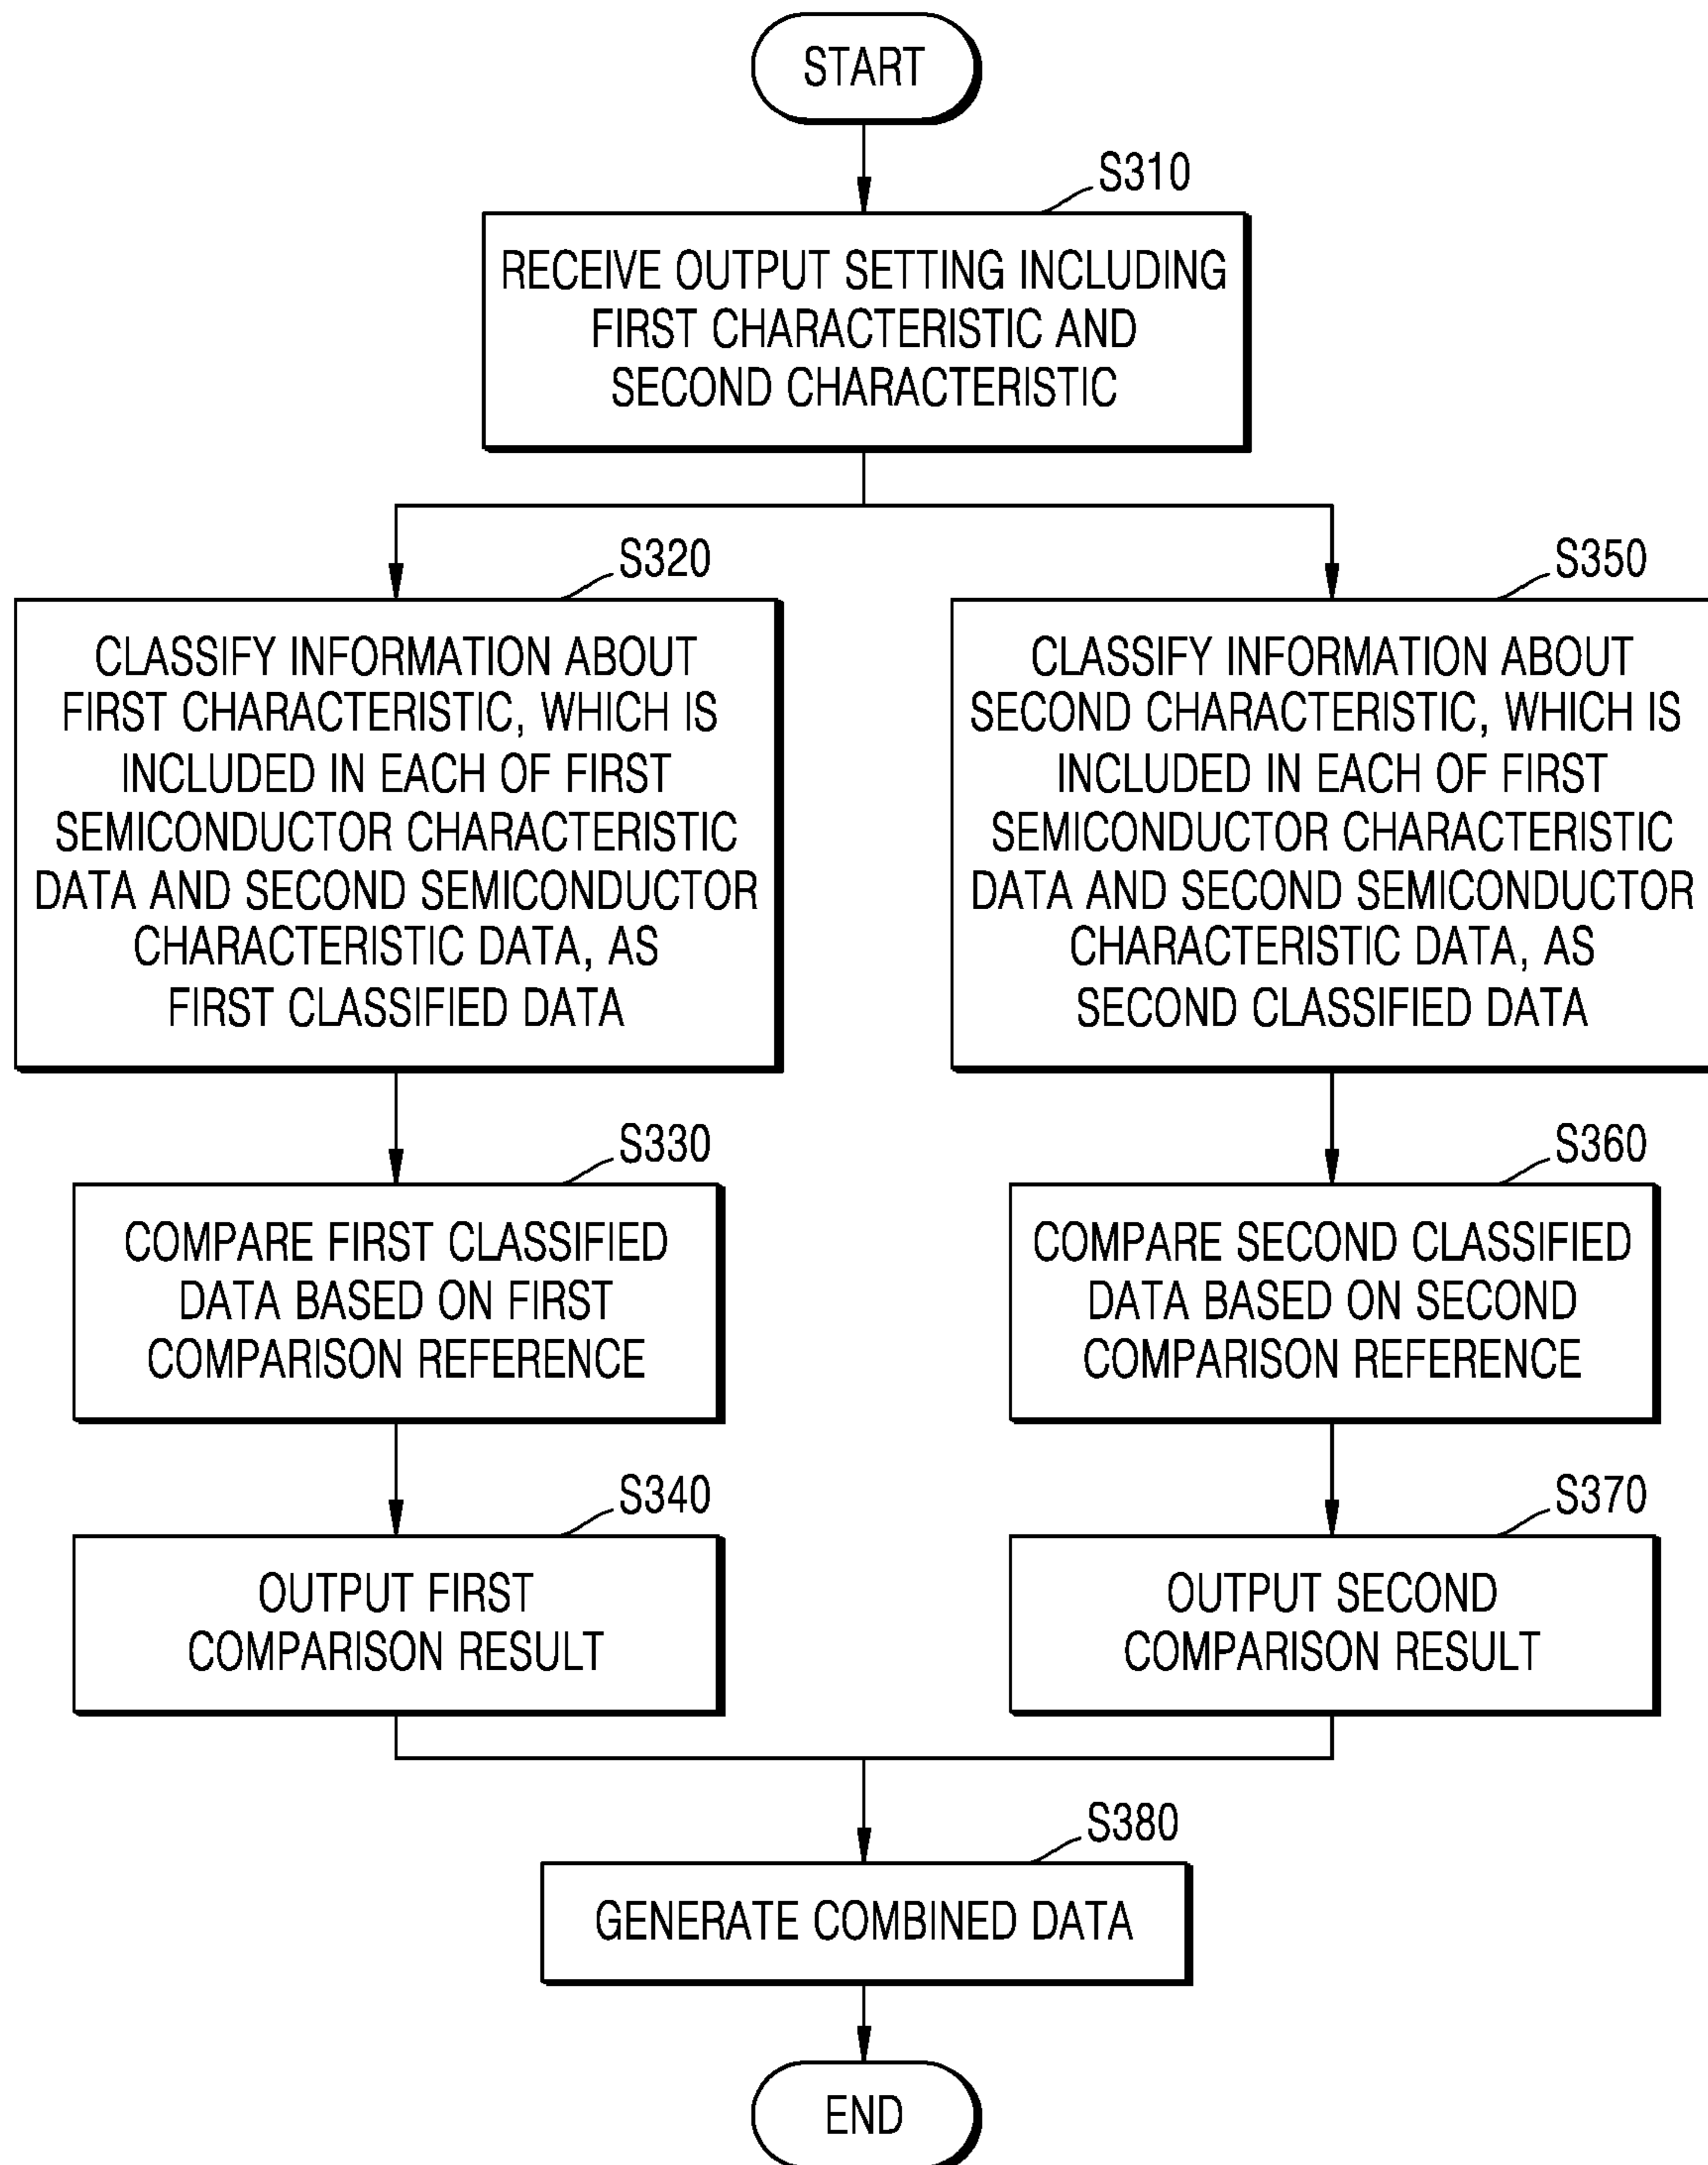 START
S310
RECEIVE OUTPUT SETTING INCLUDING
FIRST CHARACTERISTIC AND
SECOND CHARACTERISTIC
S320
CLASSIFY INFORMATION ABOUT
FIRST CHARACTERISTIC, WHICH IS
INCLUDED IN EACH OF FIRST
SEMICONDUCTOR CHARACTERISTIC
DATA AND SECOND SEMICONDUCTOR
CHARACTERISTIC DATA, AS
FIRST CLASSIFIED DATA
S330
COMPARE FIRST CLASSIFIED
DATA BASED ON FIRST
COMPARISON REFERENCE
S340
OUTPUT FIRST
COMPARISON RESULT
S350
CLASSIFY INFORMATION ABOUT
SECOND CHARACTERISTIC, WHICH IS
INCLUDED IN EACH OF FIRST
SEMICONDUCTOR CHARACTERISTIC
DATA AND SECOND SEMICONDUCTOR
CHARACTERISTIC DATA, AS
SECOND CLASSIFIED DATA
S360
COMPARE SECOND CLASSIFIED
DATA BASED ON SECOND
COMPARISON REFERENCE
S370
OUTPUT SECOND
COMPARISON RESULT
S380
GENERATE COMBINED DATA
END